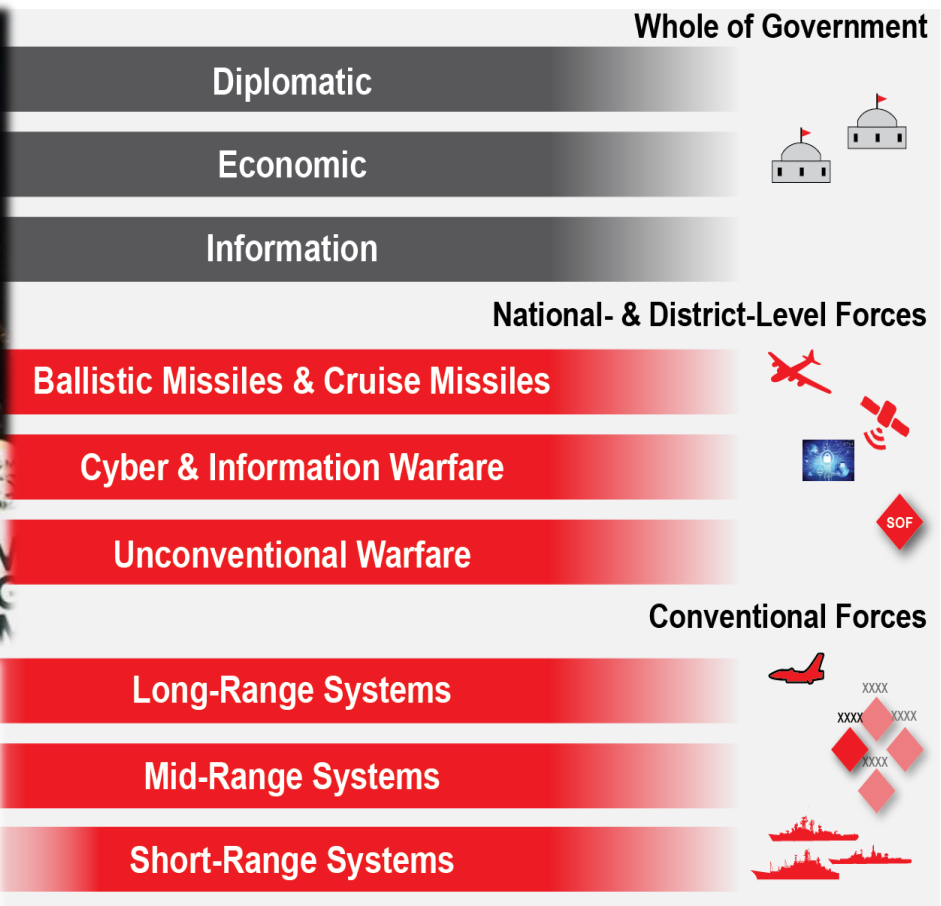 Whole of Government
Diplomatic
Economic
Information
National- & District-Level Forces
Ballistic Missiles & Cruise Missiles
Cyber & Information Warfare
Unconventional Warfare
SOF
Conventional Forces
Long-Range Systems
XXXX
XXXX XXXX
XXXX
Mid-Range Systems
Short-Range Systems